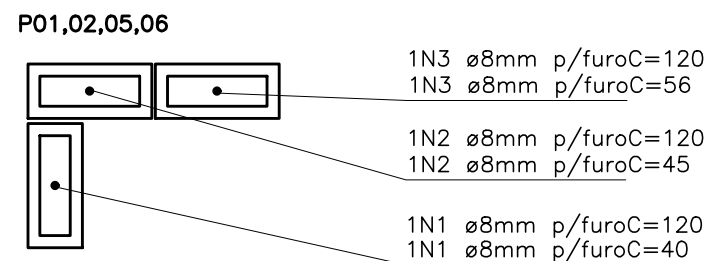 P01,02,05,06
1N3 ø8mm p/furoC=120
1N3 ø8mm p/furoC=56
1N2 ø8mm p/furoC=120
1N2 ø8mm p/furoC=45
1N1 ø8mm p/furoC=120
1N1 ø8mm p/furoC=40